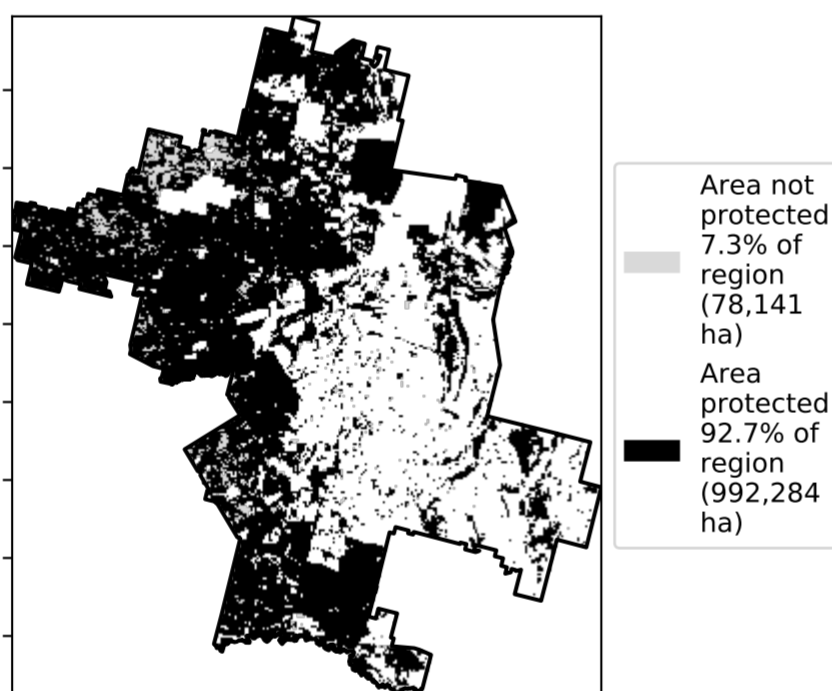 Area not
protected
7.3% of
region
(78,141
ha)
Area
protected
92.7% of
region
(992,284
ha)